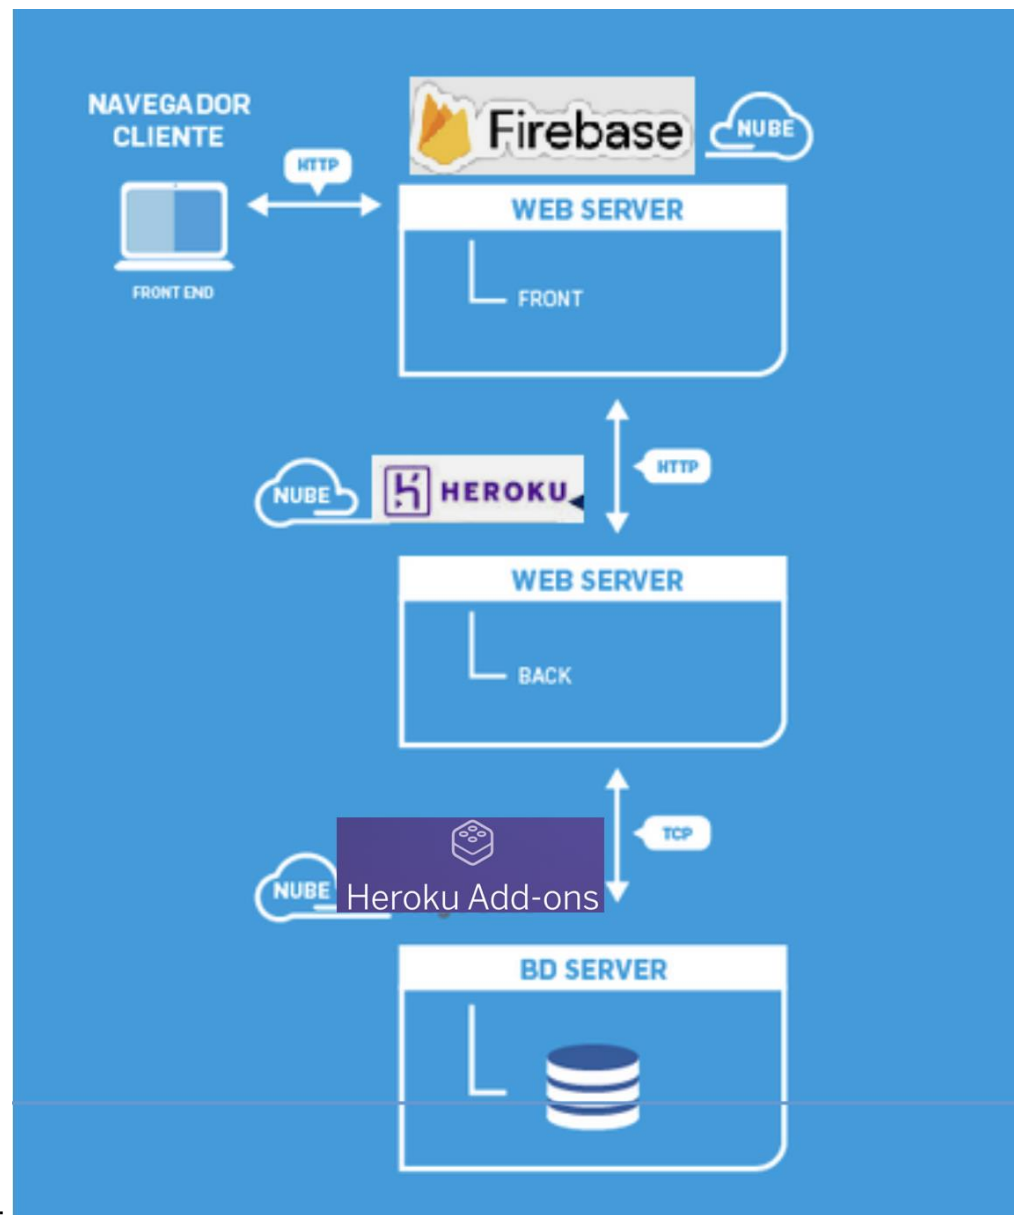 NAVEGADOR
CLIENTE
HTTP
FRONT END
Firebase
NUBE
WEB SERVER
FRONT
HTTP
NUBE
HEROKU
WEB SERVER
BACK
TCP
NUBE
Heroku Add-ons
BD SERVER